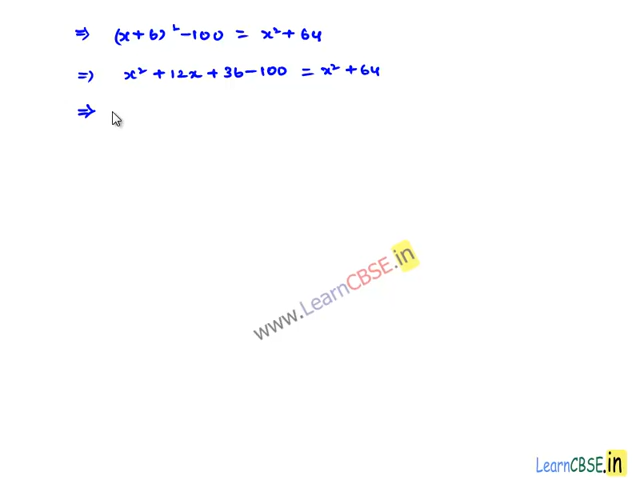 ⇒ (x+6)² -100 = x² + 64
⇒ x² + 12x + 36 - 100 = x² + 64
⇒
www.LearnCBSE.in
LearnCBSE.in